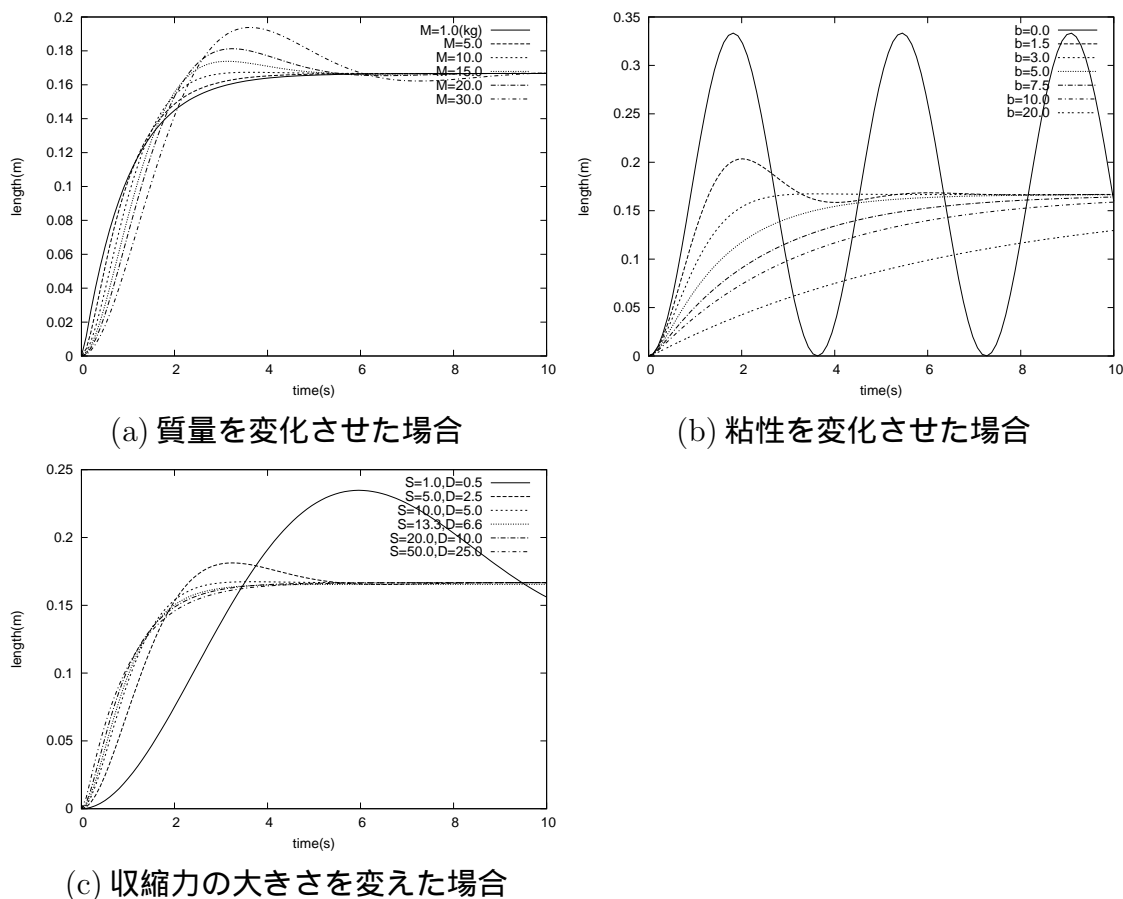 0.2
0.18
0.16
0.14
0.12
0.1
0.08
0.06
0.04
0.02
0
length(m)
M=1.0(kg)
M=5.0
M=10.0
M=15.0
M=20.0
M=30.0
0 2 4 6 8 10
time(s)
(a) 質量を変化させた場合
0.35
0.3
0.25
0.2
0.15
0.1
0.05
0
length(m)
b=0.0
b=1.5
b=3.0
b=5.0
b=7.5
b=10.0
b=20.0
0 2 4 6 8 10
time(s)
(b) 粘性を変化させた場合
0.25
0.2
0.15
0.1
0.05
0
length(m)
S=1.0,D=0.5
S=5.0,D=2.5
S=10.0,D=5.0
S=13.3,D=6.6
S=20.0,D=10.0
S=50.0,D=25.0
0 2 4 6 8 10
time(s)
(c) 収縮力の大きさを変えた場合